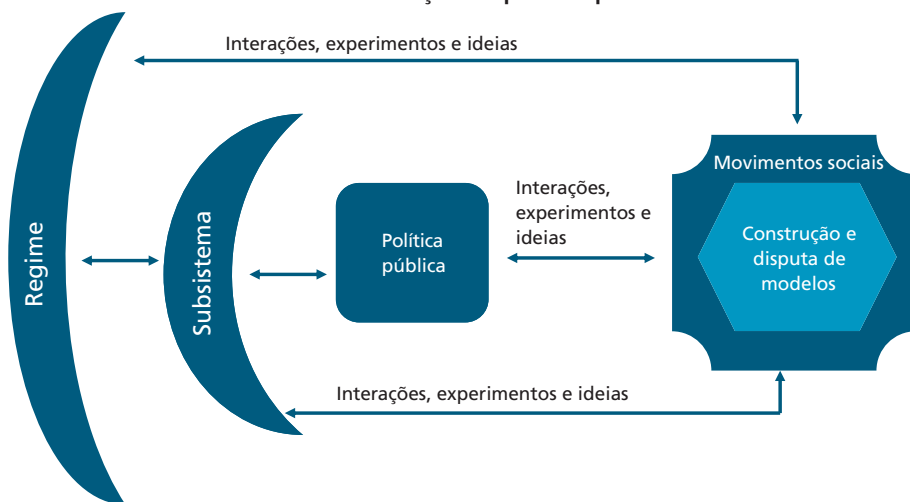 Interações, experimentos e ideias
Movimentos sociais
Interações,
experimentos e
ideias
Construção e
disputa de
modelos
Política
pública
Regime
Subsistema
Interações, experimentos e ideias